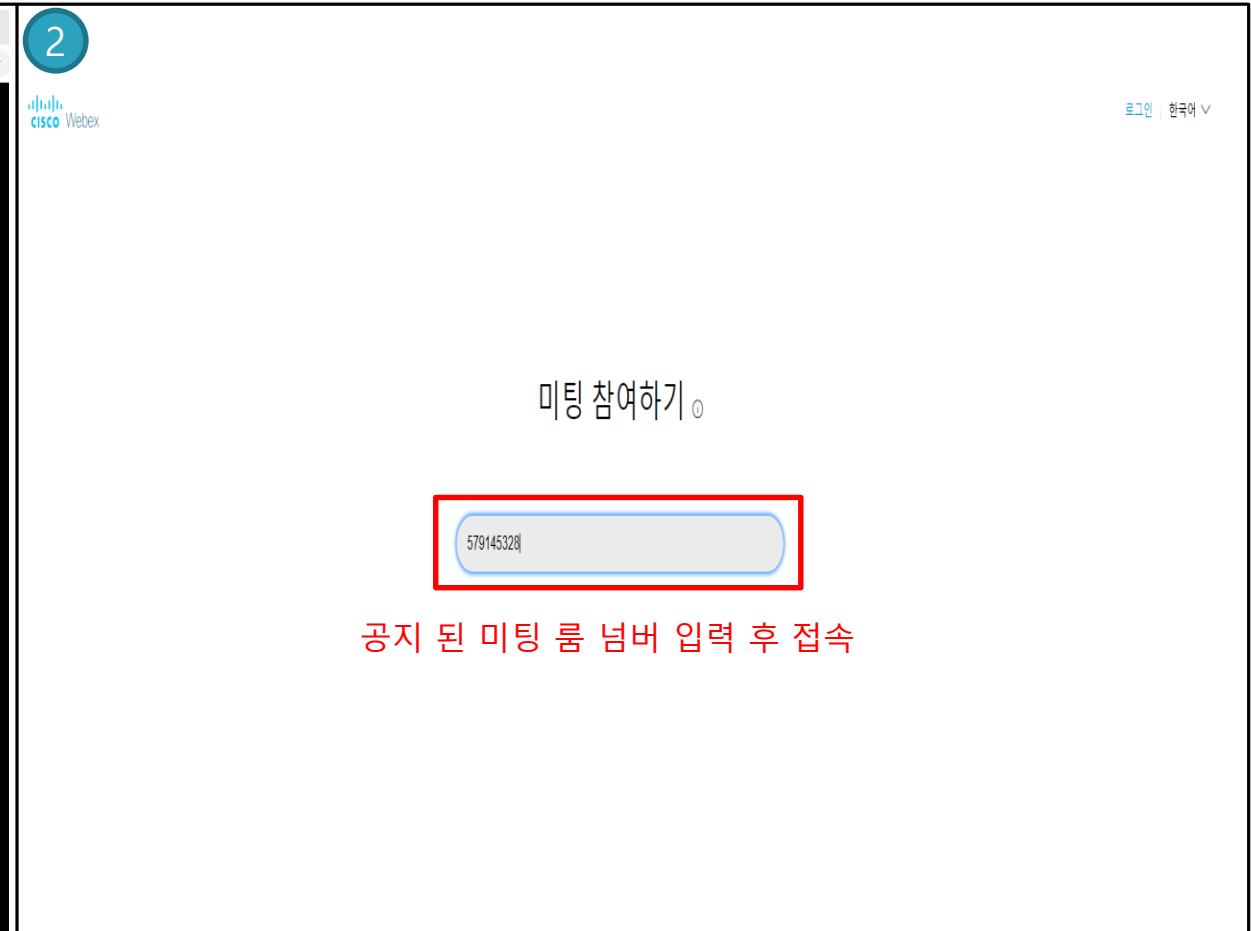 2
CISCO Webex
로그인 | 한국어
미팅 참여하기
579145328
공지 된 미팅 룸 넘버 입력 후 접속